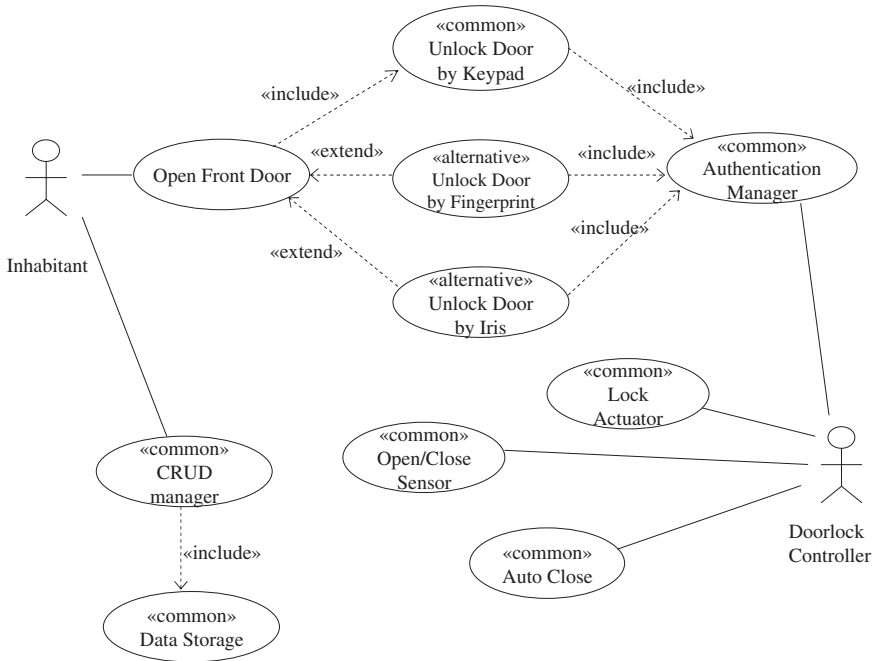 «common»
Unlock Door
by Keypad
«include»
«include»
Open Front Door
«extend»
«alternative»
Unlock Door
by Fingerprint
«include»
«common»
Authentication
Manager
Inhabitant
«extend»
«alternative»
Unlock Door
by Iris
«include»
«common»
Lock
Actuator
«common»
Open/Close
Sensor
«common»
CRUD
manager
Doorlock
Controller
«include»
«common»
Auto Close
«common»
Data Storage